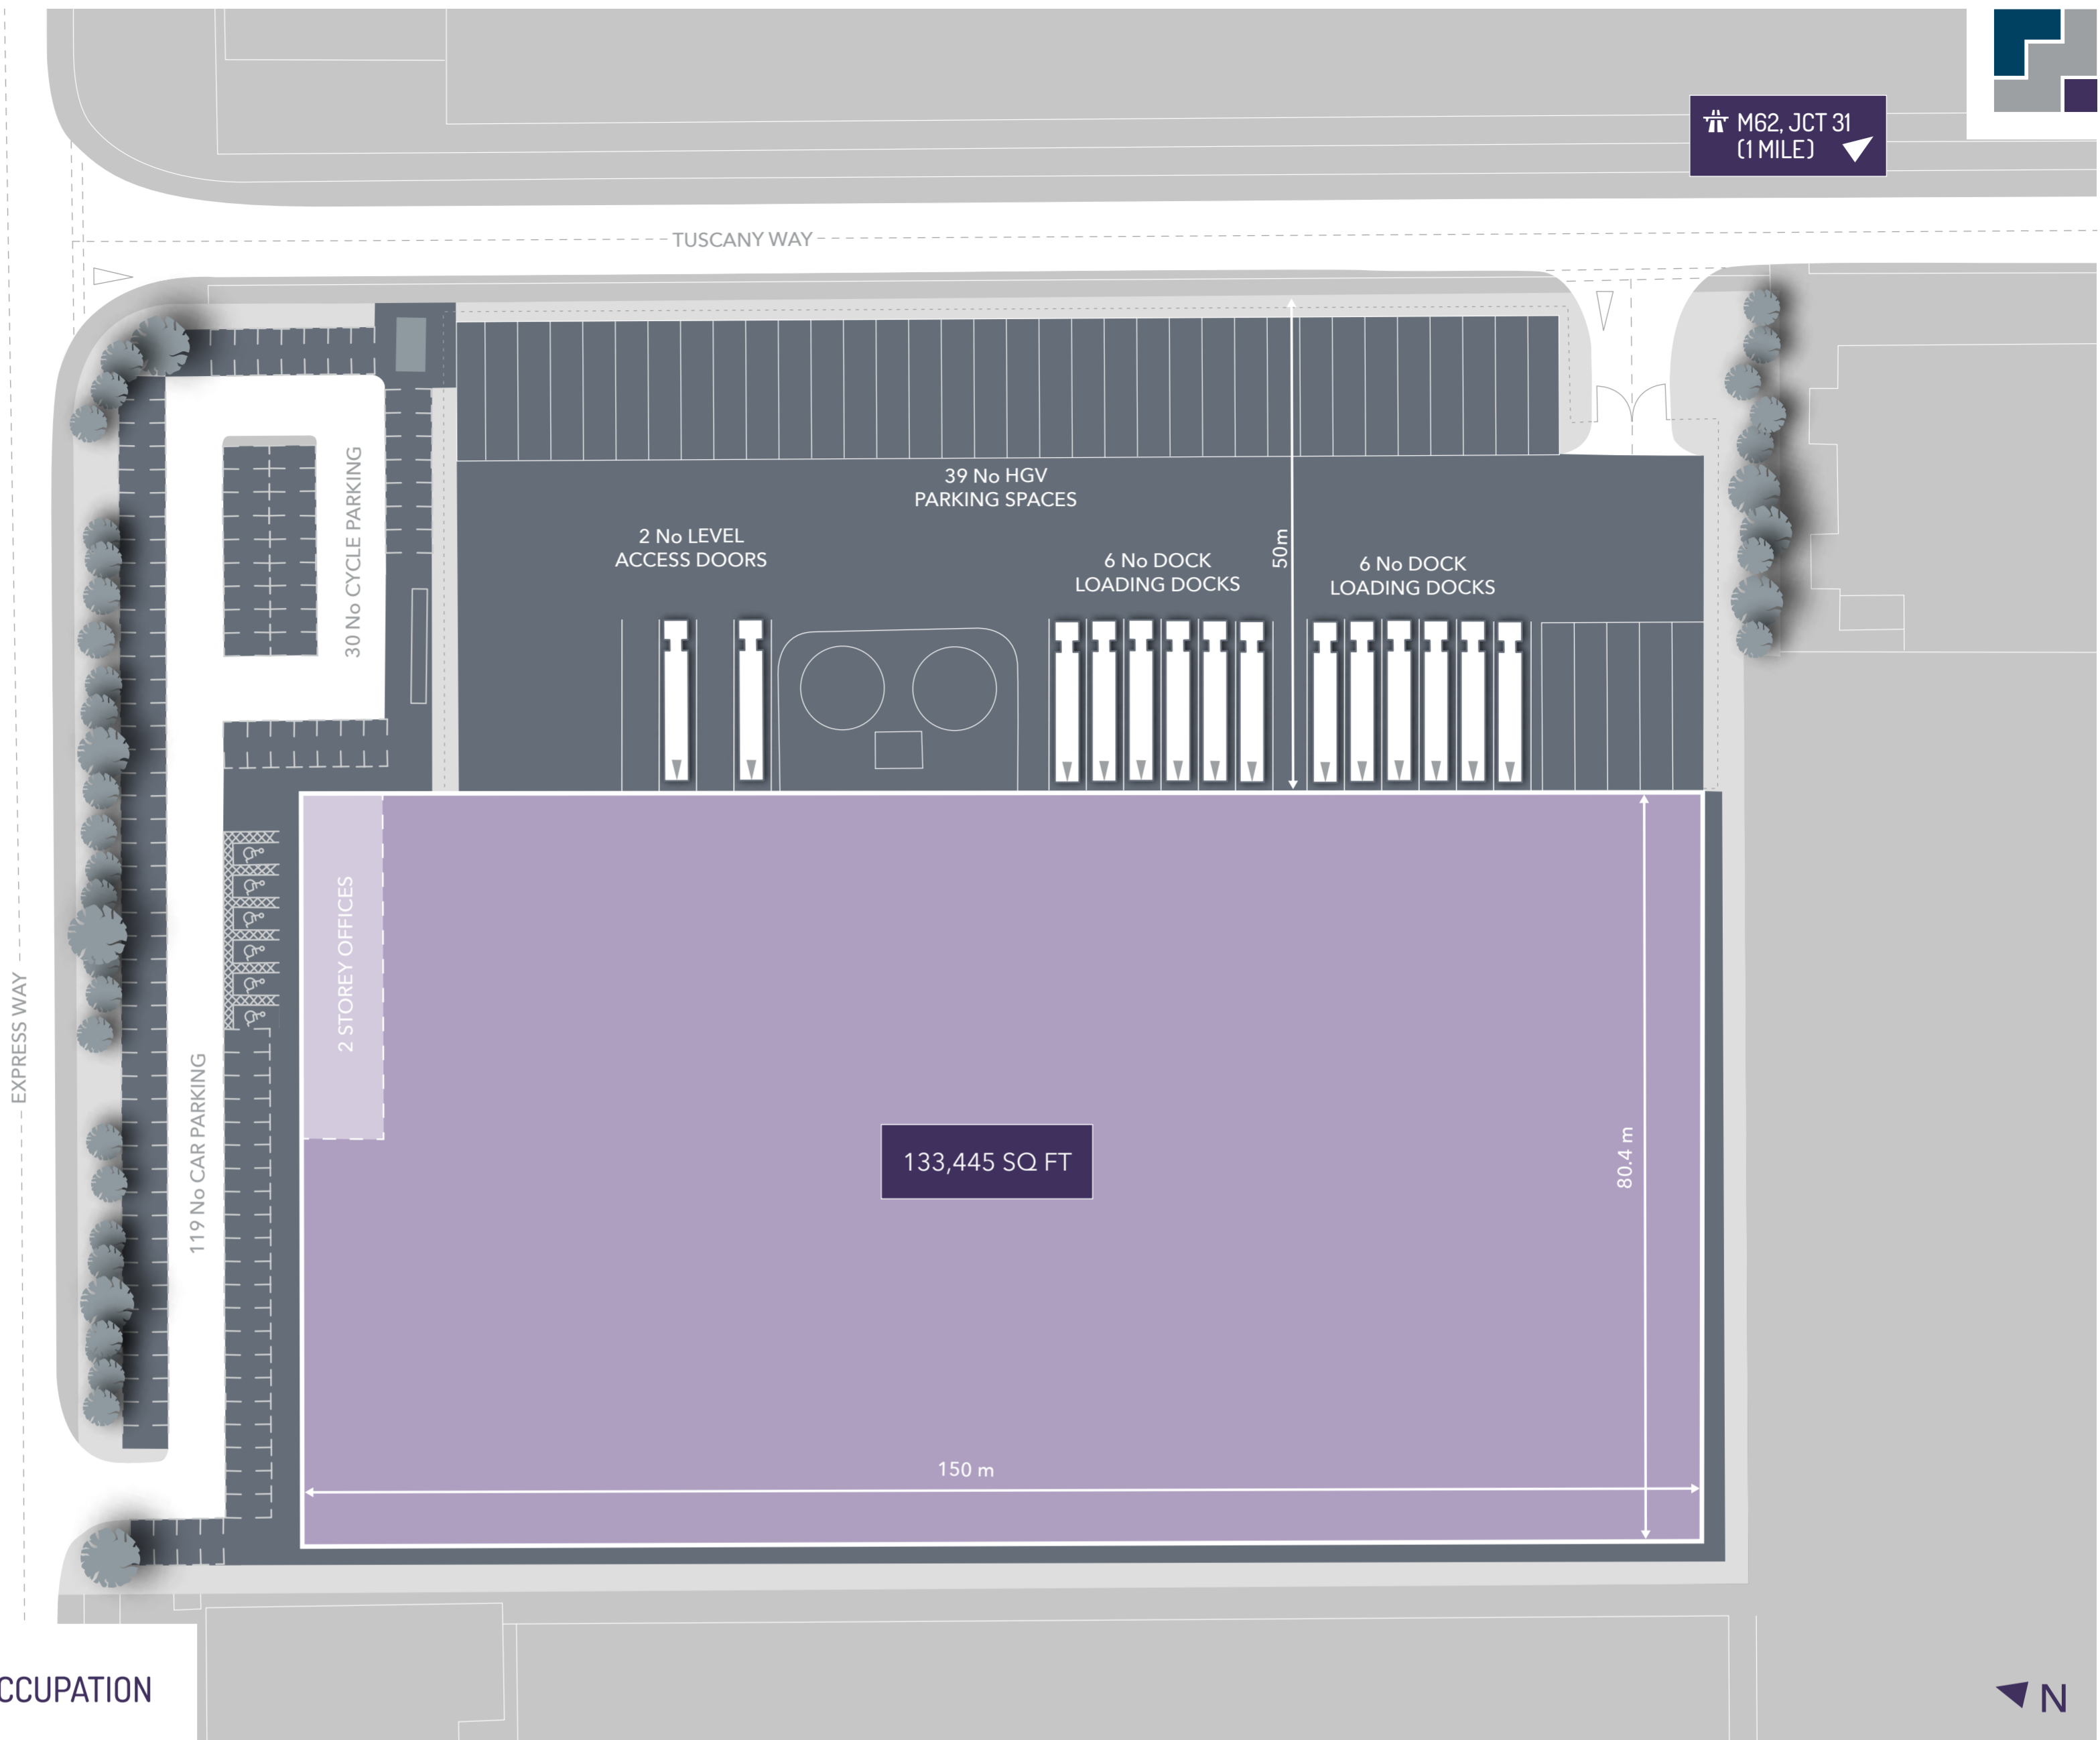 M62, JCT 31
(1 MILE)
TUSCANY WAY
39 No HGV
PARKING SPACES
2 No LEVEL
ACCESS DOORS
6 No DOCK
LOADING DOCKS
6 No DOCK
LOADING DOCKS
50m
30 No CYCLE PARKING
2 STOREY OFFICES
EXPRESS WAY
119 No CAR PARKING
133,445 SQ FT
80.4 m
150 m
CCUPATION
N